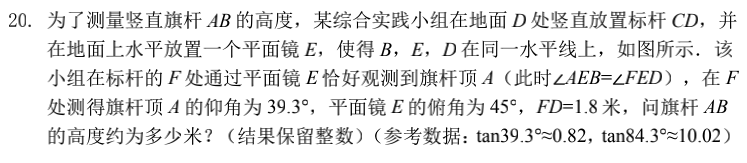 20. 为了测量竖直旗杆 AB 的高度，某综合实践小组在地面 D 处竖直放置标杆 CD，并
在地面上水平放置一个平面镜 E，使得 B，E，D 在同一水平线上，如图所示．该
小组在标杆的 F 处通过平面镜 E 恰好观测到旗杆顶 A（此时∠AEB=∠FED），在 F
处测得旗杆顶 A 的仰角为 39.3°，平面镜 E 的俯角为 45°，FD=1.8 米，问旗杆 AB
的高度约为多少米？（结果保留整数）（参考数据：tan39.3°≈0.82，tan84.3°≈10.02）